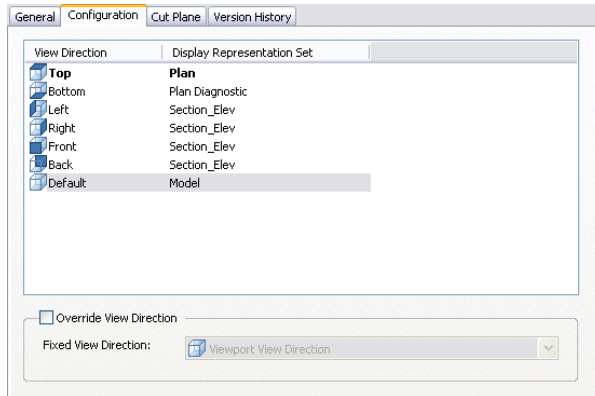 General Configuration Cut Plane Version History
View Direction Display Representation Set
Top Plan
Bottom Plan Diagnostic
Left Section_Elev
Right Section_Elev
Front Section_Elev
Back Section_Elev
Default Model
Override View Direction
Fixed View Direction: Viewport View Direction